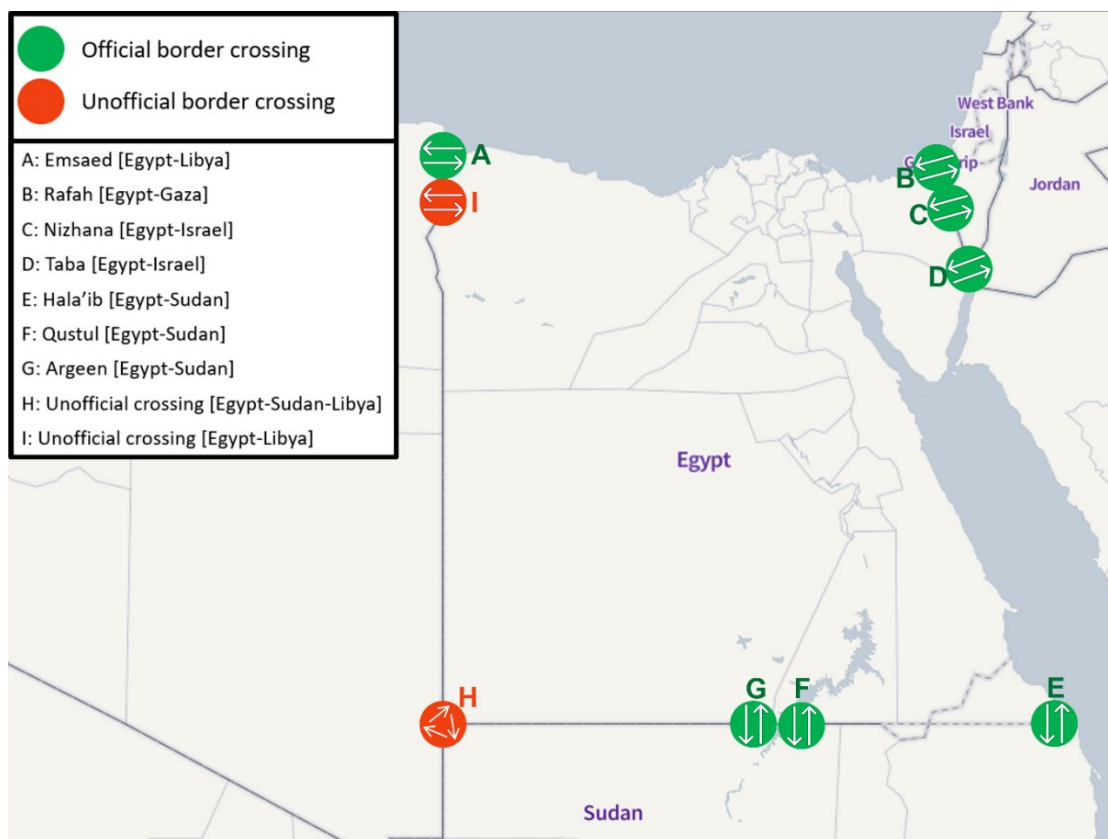 Official border crossing
Unofficial border crossing
A: Emsaed [Egypt-Libya]
B: Rafah [Egypt-Gaza]
C: Nizhana [Egypt-Israel]
D: Taba [Egypt-Israel]
E: Hala’ib [Egypt-Sudan]
F: Qustul [Egypt-Sudan]
G: Argeen [Egypt-Sudan]
H: Unofficial crossing [Egypt-Sudan-Libya]
I: Unofficial crossing [Egypt-Libya]
West Bank
Israel
A
B
Jordan
I
C
D
Egypt
H
G
F
E
Sudan